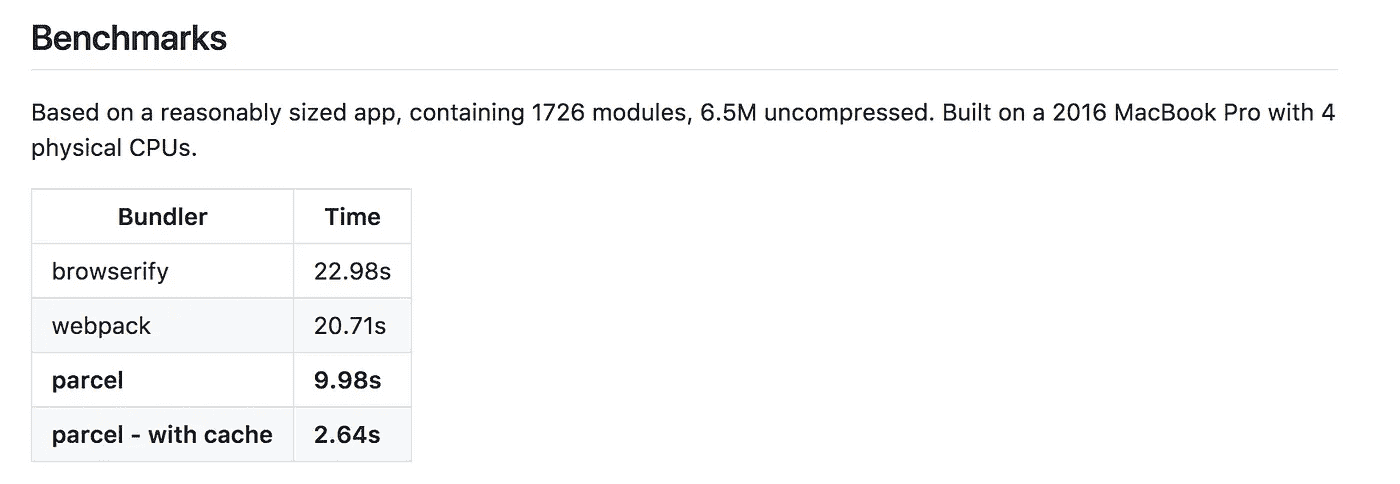 Benchmarks
Based on a reasonably sized app, containing 1726 modules, 6.5M uncompressed. Built on a 2016 MacBook Pro with 4
physical CPUs.
Bundler Time
browserify 22.98s
webpack 20.71s
parcel 9.98s
parcel - with cache 2.64s